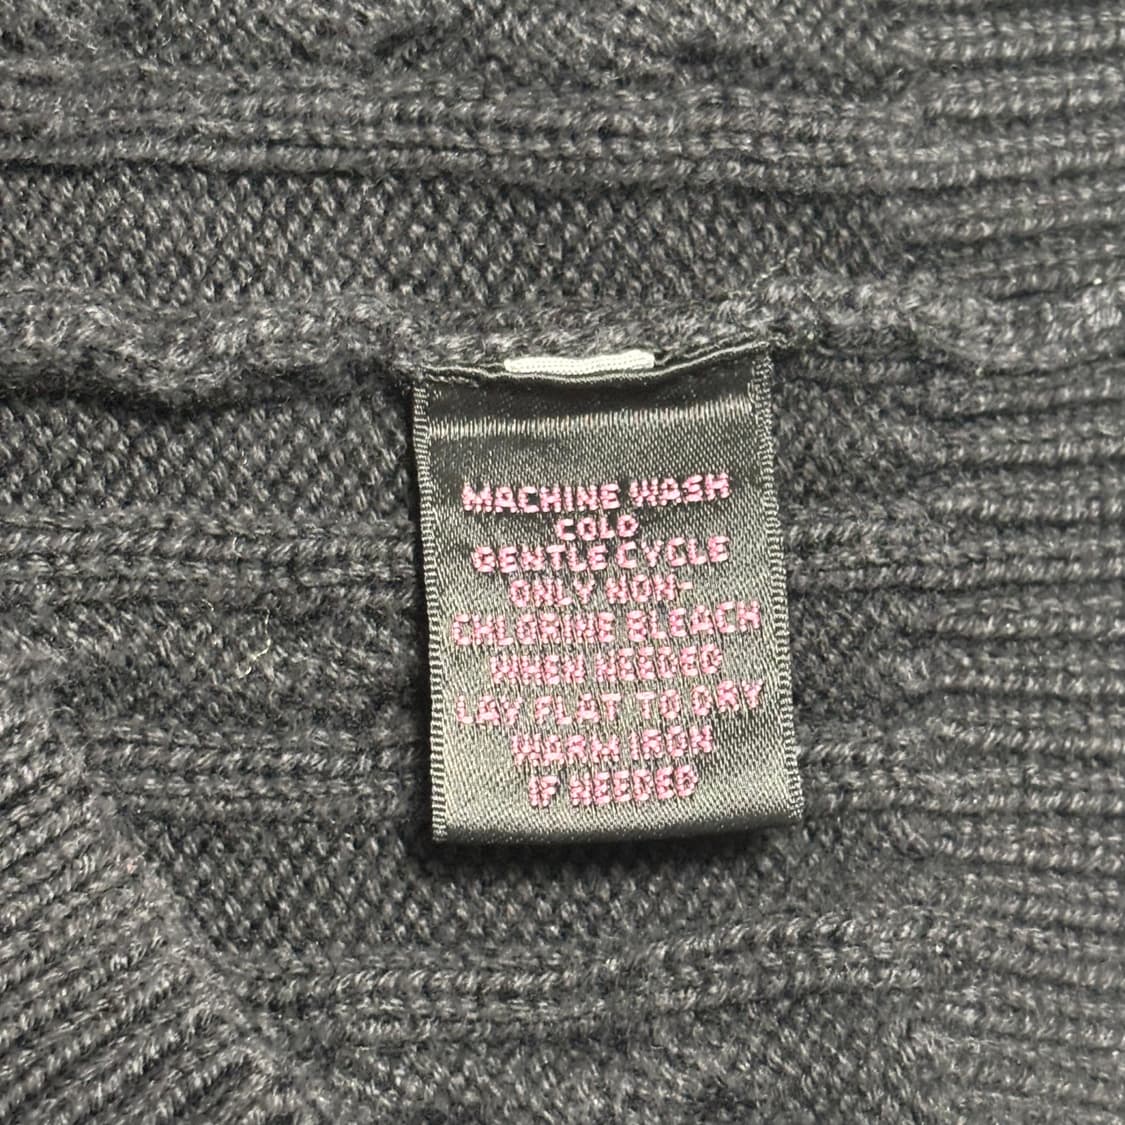 MACHINE WASH
COLD
GENTLE CYCLE
ONLY NON-
CHLORINE BLEACH
WHEN NEEDED
LAY FLAT TO DRY
WARM IRON
IF NEEDED